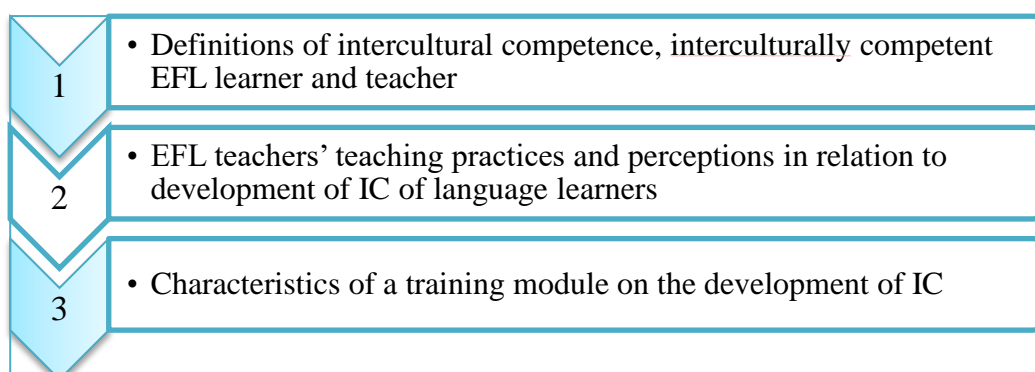 1
• Definitions of intercultural competence, interculturally competent
EFL learner and teacher
2
• EFL teachers’ teaching practices and perceptions in relation to
development of IC of language learners
3
• Characteristics of a training module on the development of IC